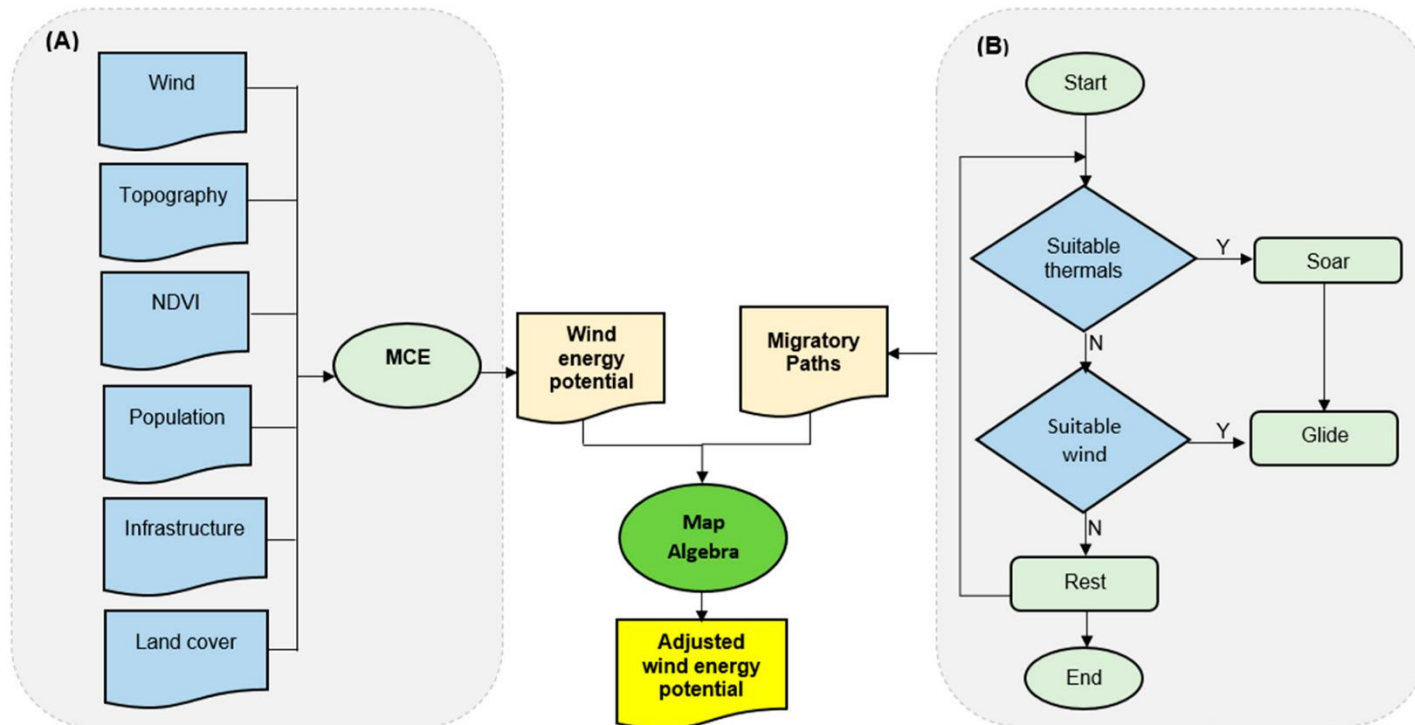 (A)
Wind
Topography
NDVI
Population
Infrastructure
Land cover
MCE
Wind
energy
potential
Migratory
Paths
Map
Algebra
Adjusted
wind energy
potential
(B)
Start
Suitable
thermals
Y
Soar
N
Suitable
wind
Y
Glide
N
Rest
End